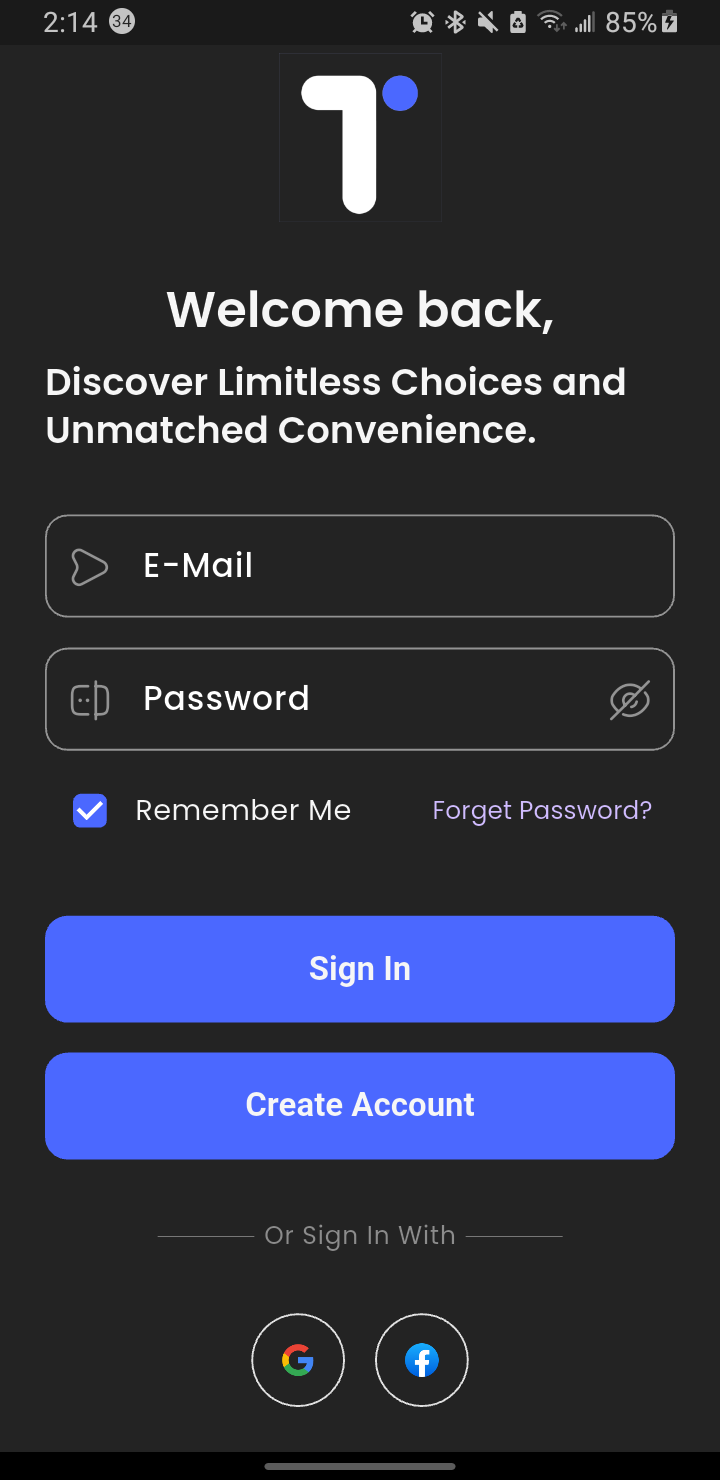 2:14 34 85%
Welcome back,
Discover Limitless Choices and
Unmatched Convenience.
E-Mail
Password
Remember Me Forget Password?
Sign In
Create Account
Or Sign In With